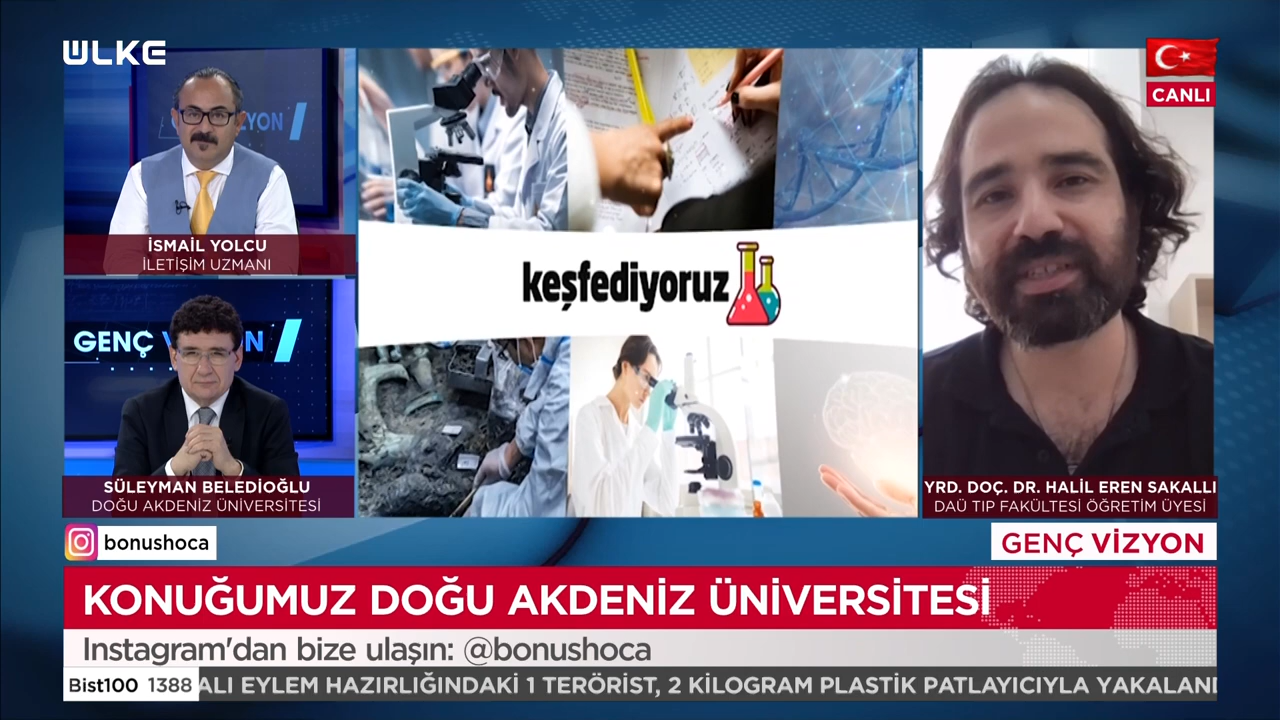 ÜLKE
CANLI
İSMAİL YOLCU
İLETİŞİM UZMANI
GENÇ VİZYON
SÜLEYMAN BELEDİOĞLU
DOĞU AKDENİZ ÜNİVERSİTESİ
keşfediyoruz
YRD. DOÇ. DR. HALİL EREN SAKALLI
DAÜ TIP FAKÜLTESİ ÖĞRETİM ÜYESİ
bonushoca
GENÇ VİZYON
KONUĞUMUZ DOĞU AKDENİZ ÜNİVERSİTESİ
Instagram'dan bize ulaşın: @bonushoca
Bist100 1388 ALI EYLEM HAZIRLIĞINDAKİ 1 TERÖRİST, 2 KİLOGRAM PLASTİK PATLAYICIYLA YAKALANI